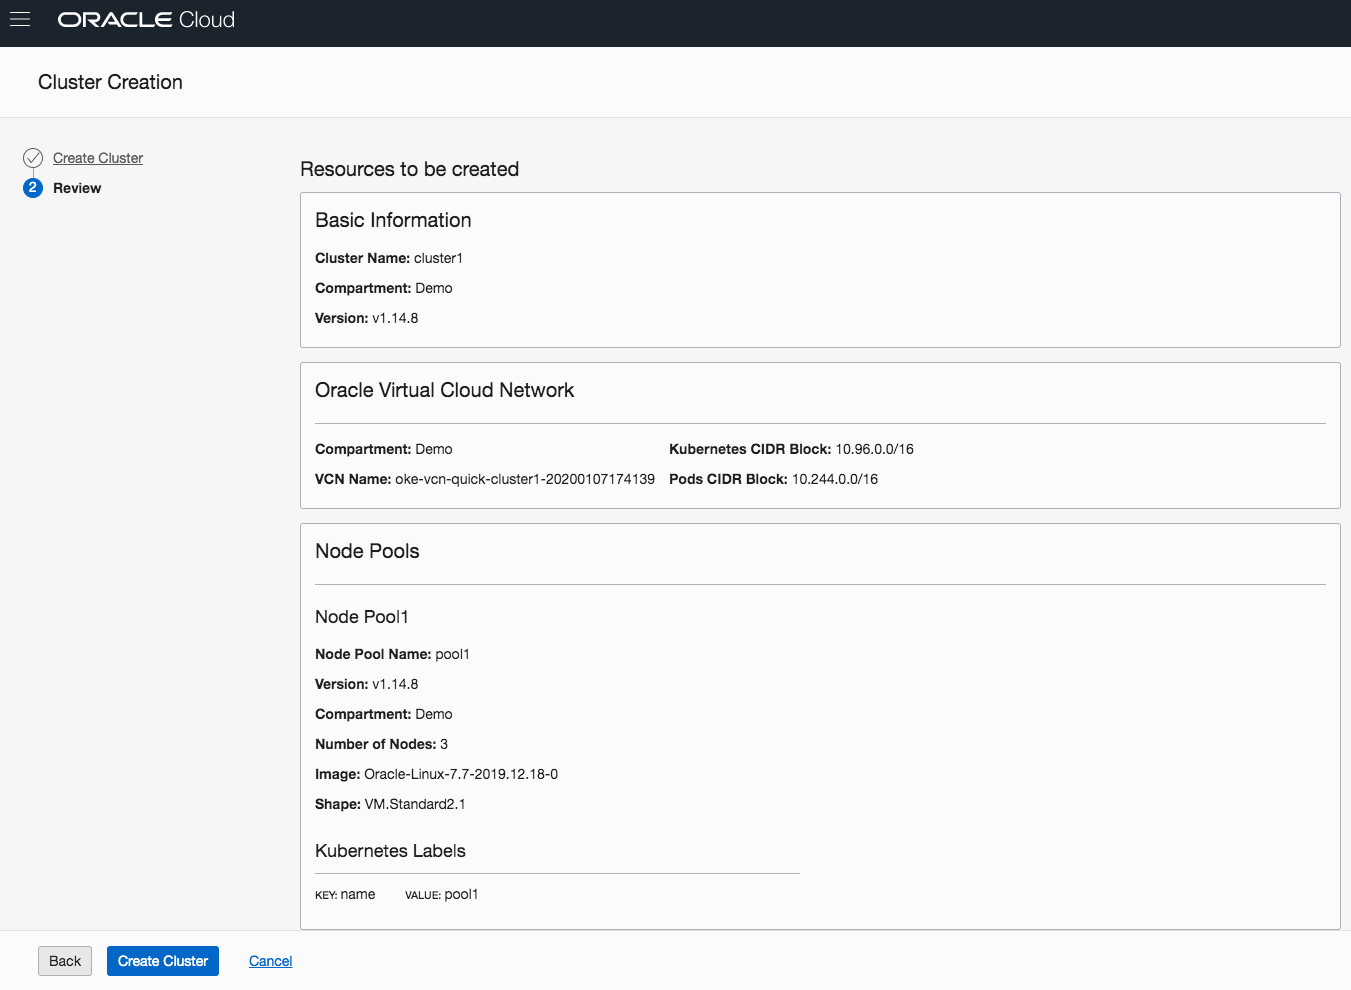 ORACLE Cloud
Cluster Creation
Create Cluster
2 Review
Resources to be created
Basic Information
Cluster Name: cluster1
Compartment: Demo
Version: v1.14.8
Oracle Virtual Cloud Network
Compartment: Demo
Kubernetes CIDR Block: 10.96.0.0/16
VCN Name: oke-vcn-quick-cluster1-20200107174139
Pods CIDR Block: 10.244.0.0/16
Node Pools
Node Pool1
Node Pool Name: pool1
Version: v1.14.8
Compartment: Demo
Number of Nodes: 3
Image: Oracle-Linux-7.7-2019.12.18-0
Shape: VM.Standard2.1
Kubernetes Labels
KEY: name VALUE: pool1
Back Create Cluster Cancel